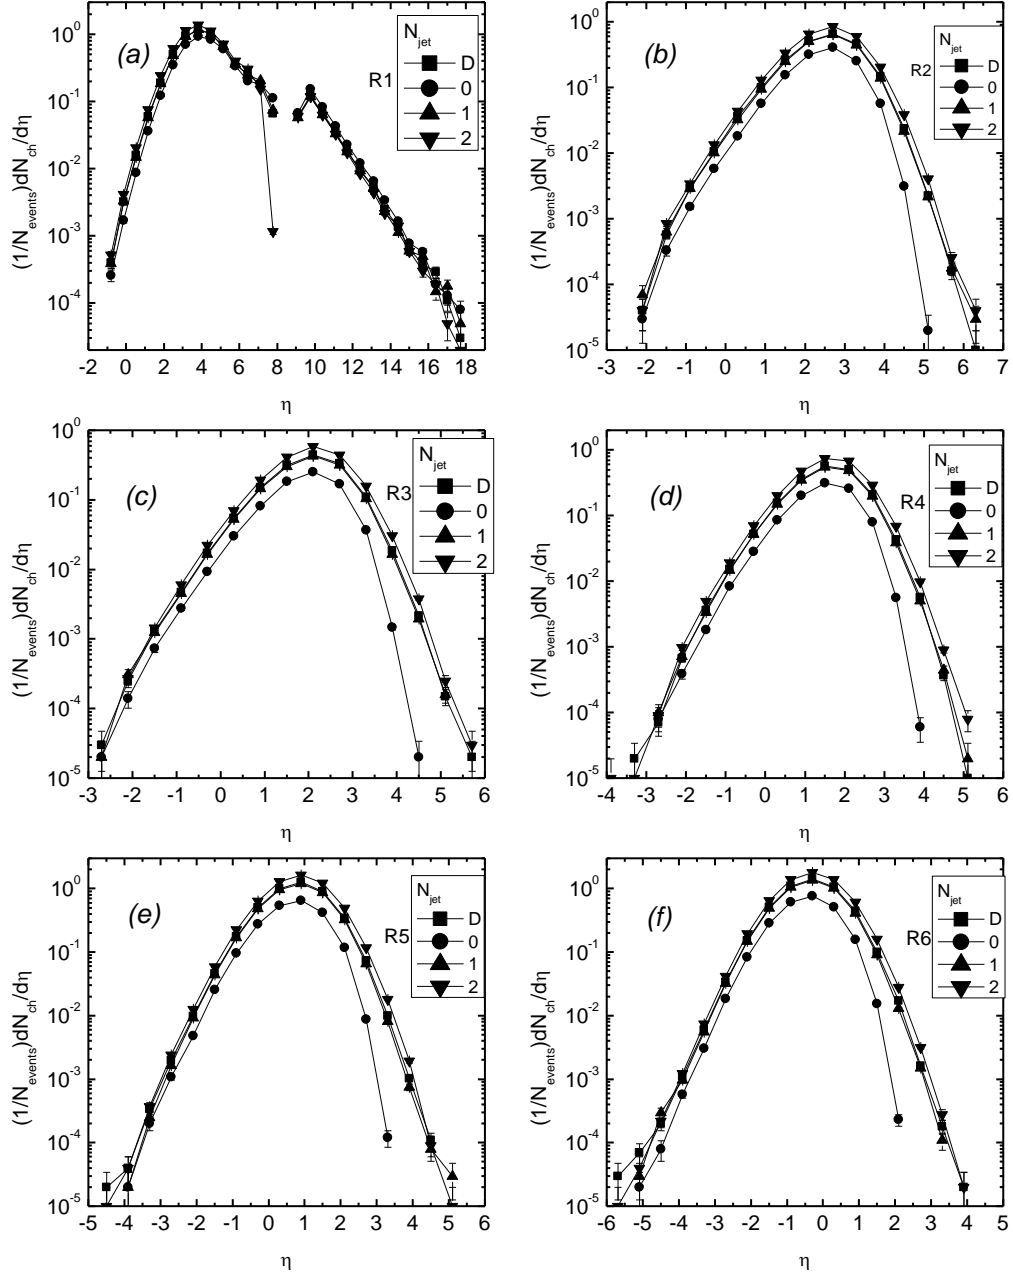 (a)
R1
N_jet
D
0
1
2
10^0
10^-1
10^-2
10^-3
10^-4
(1/N_events)dN_ch/dη
-2 0 2 4 6 8 10 12 14 16 18
η
(b)
R2
N_jet
D
0
1
2
10^0
10^-1
10^-2
10^-3
10^-4
10^-5
(1/N_events)dN_ch/dη
-3 -2 -1 0 1 2 3 4 5 6 7
η
(c)
R3
N_jet
D
0
1
2
10^0
10^-1
10^-2
10^-3
10^-4
10^-5
(1/N_events)dN_ch/dη
-3 -2 -1 0 1 2 3 4 5 6
η
(d)
R4
N_jet
D
0
1
2
10^0
10^-1
10^-2
10^-3
10^-4
10^-5
(1/N_events)dN_ch/dη
-4 -3 -2 -1 0 1 2 3 4 5 6
η
(e)
R5
N_jet
D
0
1
2
10^0
10^-1
10^-2
10^-3
10^-4
10^-5
(1/N_events)dN_ch/dη
-5 -4 -3 -2 -1 0 1 2 3 4 5 6
η
(f)
R6
N_jet
D
0
1
2
10^0
10^-1
10^-2
10^-3
10^-4
10^-5
(1/N_events)dN_ch/dη
-6 -5 -4 -3 -2 -1 0 1 2 3 4 5
η